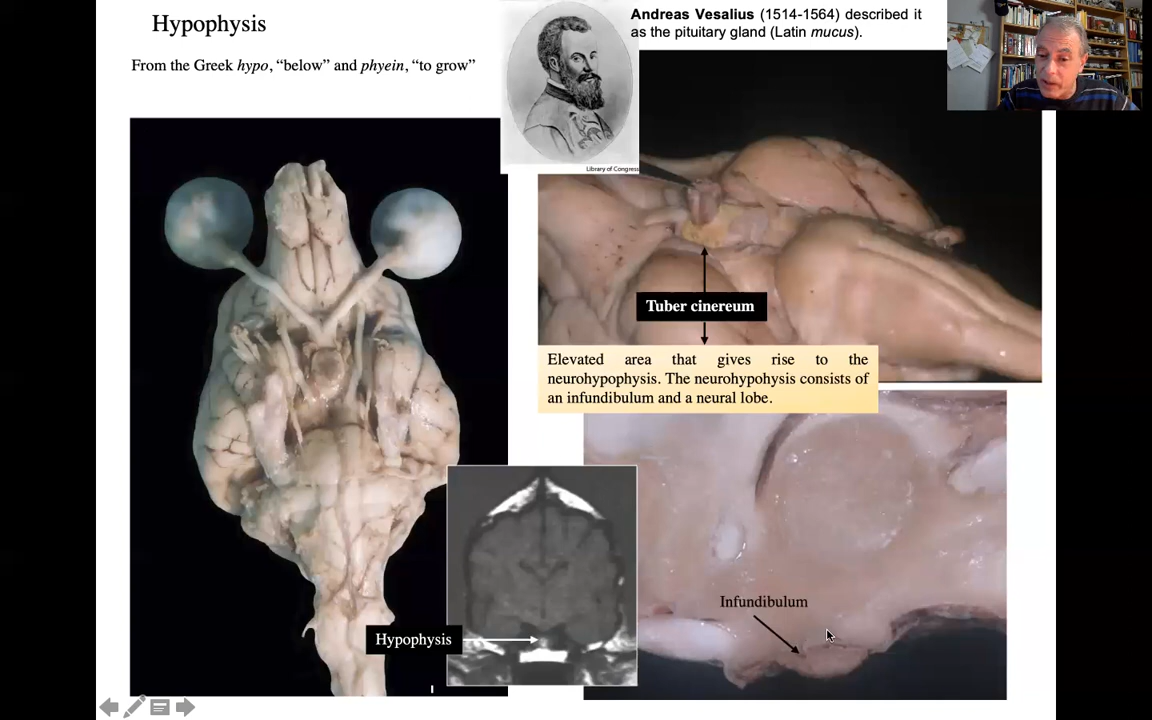 Hypophysis
From the Greek hypo, “below” and phyein, “to grow”
Andreas Vesalius (1514-1564) described it
as the pituitary gland (Latin mucus).
Library of Congress
Tuber cinereum
Elevated area that gives rise to the
neurohypophysis. The neurohypohysis consists of
an infundibulum and a neural lobe.
Infundibulum
Hypophysis